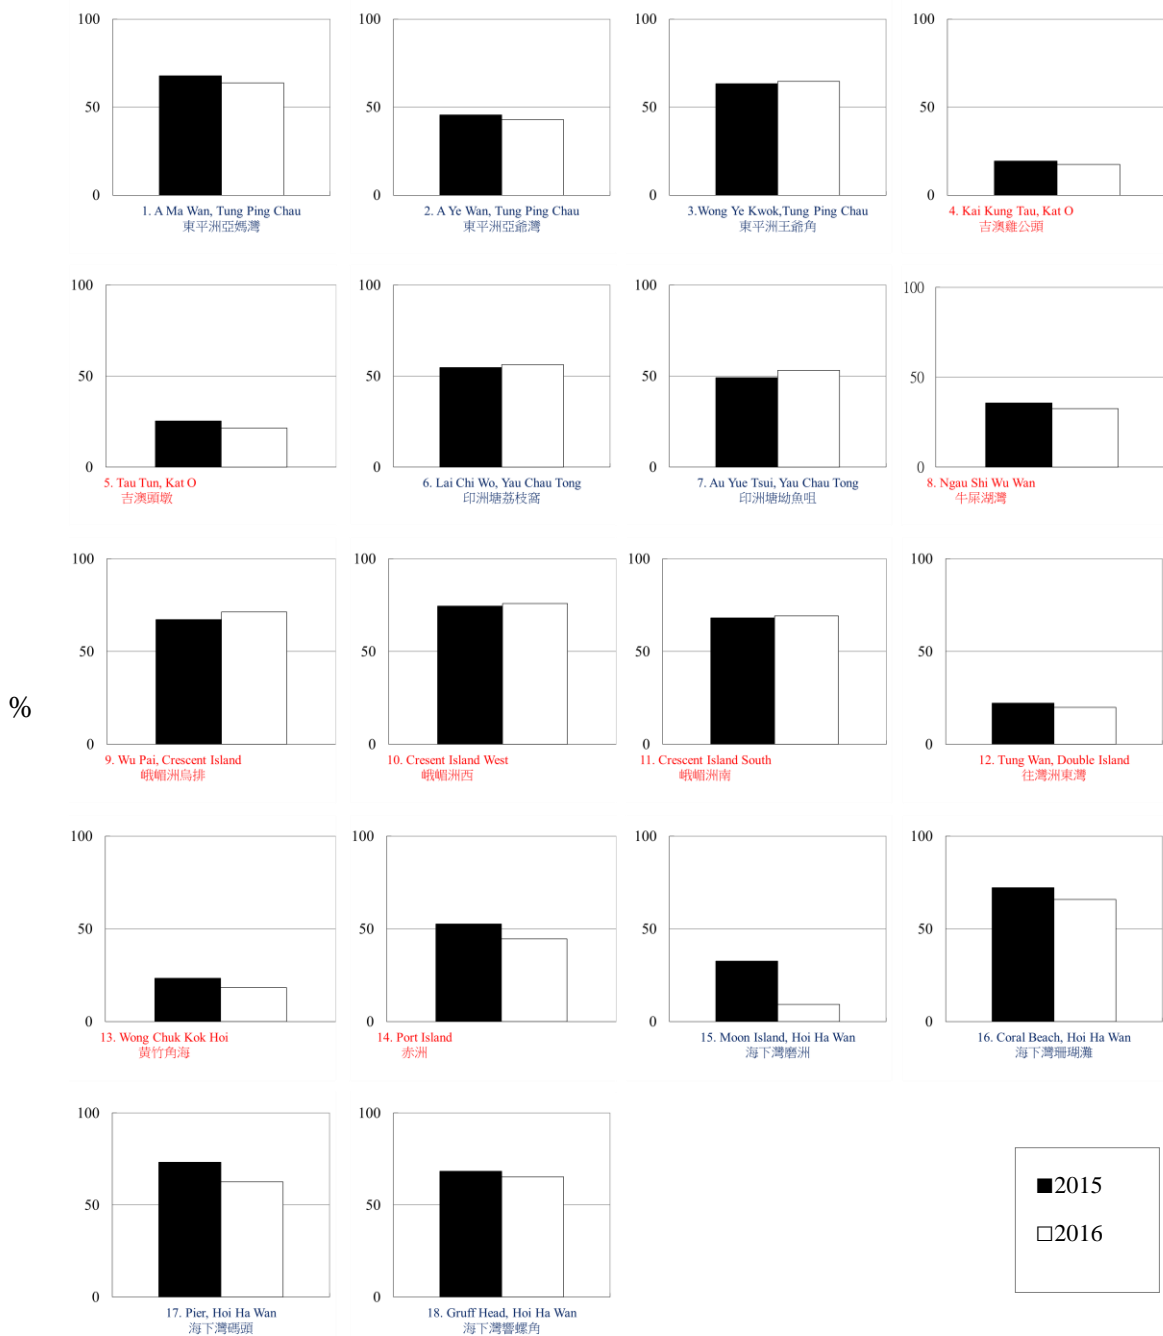 100
50
0
1. A Ma Wan, Tung Ping Chau
東平洲亞媽灣
100
50
0
2. A Ye Wan, Tung Ping Chau
東平洲亞爺灣
100
50
0
3.Wong Ye Kwok,Tung Ping Chau
東平洲王爺角
100
50
0
4. Kai Kung Tau, Kat O
吉澳雞公頭
100
50
0
5. Tau Tun, Kat O
吉澳頭墩
100
50
0
6. Lai Chi Wo, Yau Chau Tong
印洲塘荔枝窩
100
50
0
7. Au Yue Tsui, Yau Chau Tong
印洲塘坳魚咀
100
50
0
8. Ngau Shi Wu Wan
牛屎湖灣
%
100
50
0
9. Wu Pai, Crescent Island
峨嵋洲烏排
100
50
0
10. Cresent Island West
峨嵋洲西
100
50
0
11. Crescent Island South
峨嵋洲南
100
50
0
12. Tung Wan, Double Island
往灣洲東灣
100
50
0
13. Wong Chuk Kok Hoi
黃竹角海
100
50
0
14. Port Island
赤洲
100
50
0
15. Moon Island, Hoi Ha Wan
海下灣磨洲
100
50
0
16. Coral Beach, Hoi Ha Wan
海下灣珊瑚灘
100
50
0
17. Pier, Hoi Ha Wan
海下灣碼頭
100
50
0
18. Gruff Head, Hoi Ha Wan
海下灣響螺角
2015
2016